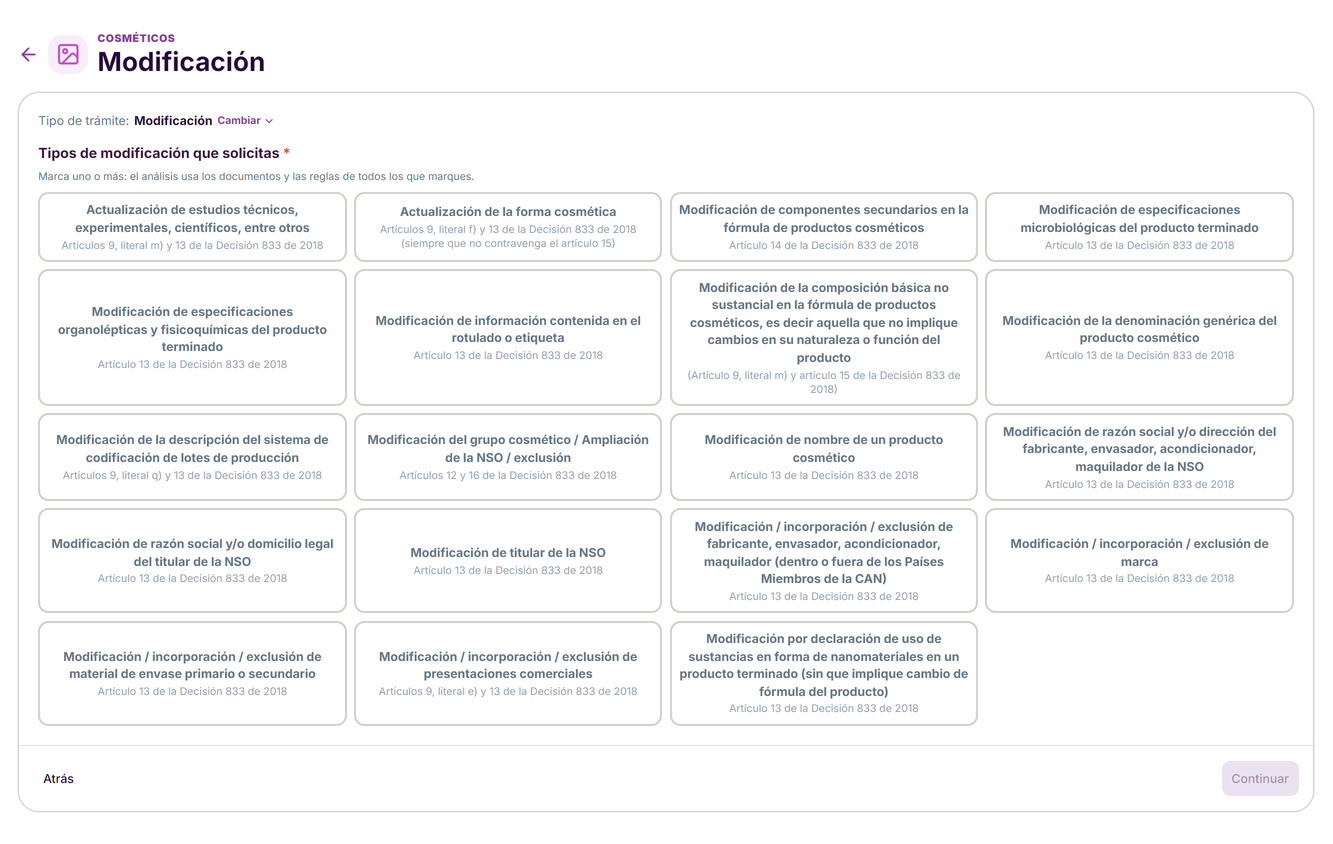 COSMÉTICOS
Modificación
Tipo de trámite: Modificación Cambiar
Tipos de modificación que solicitas *
Marca uno o más: el análisis usa los documentos y las reglas de todos los que marques.
Actualización de estudios técnicos,
experimentales, científicos, entre otros
Artículos 9, literal m) y 13 de la Decisión 833 de 2018
Actualización de la forma cosmética
Artículos 9, literal f) y 13 de la Decisión 833 de 2018
(siempre que no contravenga el artículo 15)
Modificación de componentes secundarios en la
fórmula de productos cosméticos
Artículo 14 de la Decisión 833 de 2018
Modificación de especificaciones
microbiológicas del producto terminado
Artículo 13 de la Decisión 833 de 2018
Modificación de especificaciones
organolépticas y fisicoquímicas del producto
terminado
Artículo 13 de la Decisión 833 de 2018
Modificación de información contenida en el
rotulado o etiqueta
Artículo 13 de la Decisión 833 de 2018
Modificación de la composición básica no
sustancial en la fórmula de productos
cosméticos, es decir aquella que no implique
cambios en su naturaleza o función del
producto
(Artículo 9, literal m) y artículo 15 de la Decisión 833 de
2018)
Modificación de la denominación genérica del
producto cosmético
Artículo 13 de la Decisión 833 de 2018
Modificación de la descripción del sistema de
codificación de lotes de producción
Artículos 9, literal q) y 13 de la Decisión 833 de 2018
Modificación del grupo cosmético / Ampliación
de la NSO / exclusión
Artículos 12 y 16 de la Decisión 833 de 2018
Modificación de nombre de un producto
cosmético
Artículo 13 de la Decisión 833 de 2018
Modificación de razón social y/o dirección del
fabricante, envasador, acondicionador,
maquilador de la NSO
Artículo 13 de la Decisión 833 de 2018
Modificación de razón social y/o domicilio legal
del titular de la NSO
Artículo 13 de la Decisión 833 de 2018
Modificación de titular de la NSO
Artículo 13 de la Decisión 833 de 2018
Modificación / incorporación / exclusión de
fabricante, envasador, acondicionador,
maquilador (dentro o fuera de los Países
Miembros de la CAN)
Artículo 13 de la Decisión 833 de 2018
Modificación / incorporación / exclusión de
marca
Artículo 13 de la Decisión 833 de 2018
Modificación / incorporación / exclusión de
material de envase primario o secundario
Artículo 13 de la Decisión 833 de 2018
Modificación / incorporación / exclusión de
presentaciones comerciales
Artículos 9, literal e) y 13 de la Decisión 833 de 2018
Modificación por declaración de uso de
sustancias en forma de nanomateriales en un
producto terminado (sin que implique cambio de
fórmula del producto)
Artículo 13 de la Decisión 833 de 2018
Atrás
Continuar